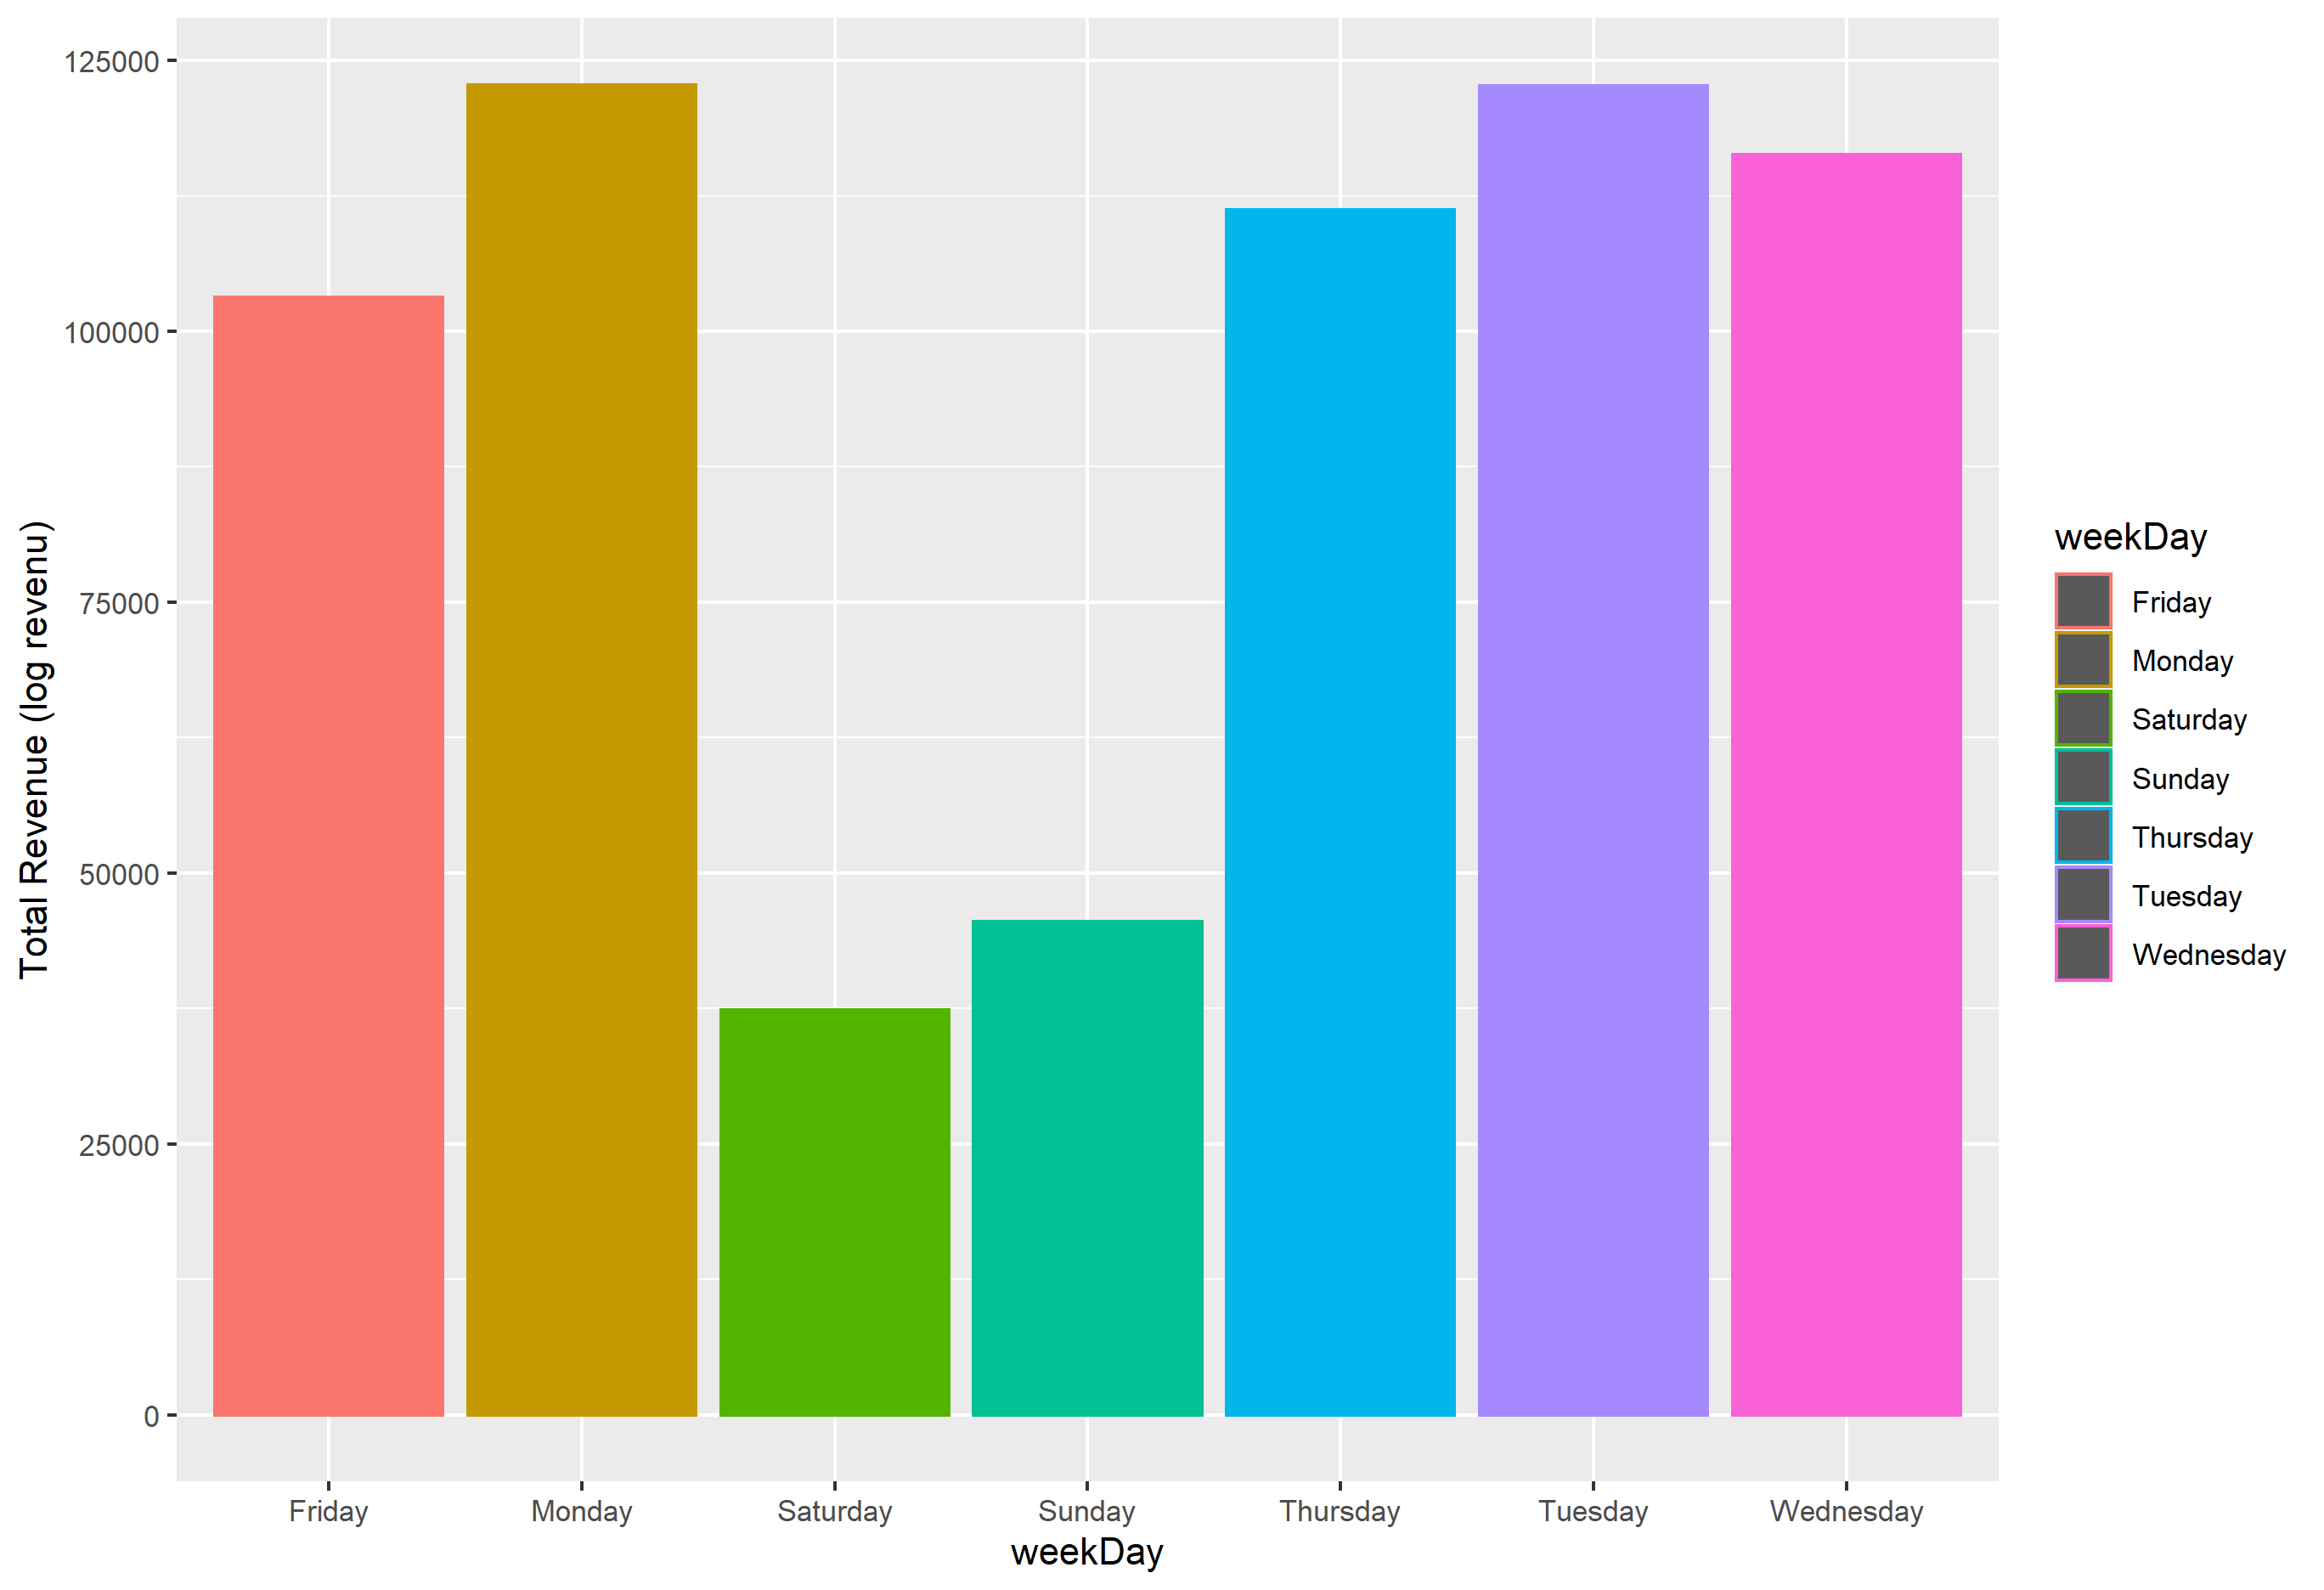 125000
100000
75000
50000
25000
0
Total Revenue (log revenu)
Friday Monday Saturday Sunday Thursday Tuesday Wednesday
weekDay
weekDay
Friday
Monday
Saturday
Sunday
Thursday
Tuesday
Wednesday